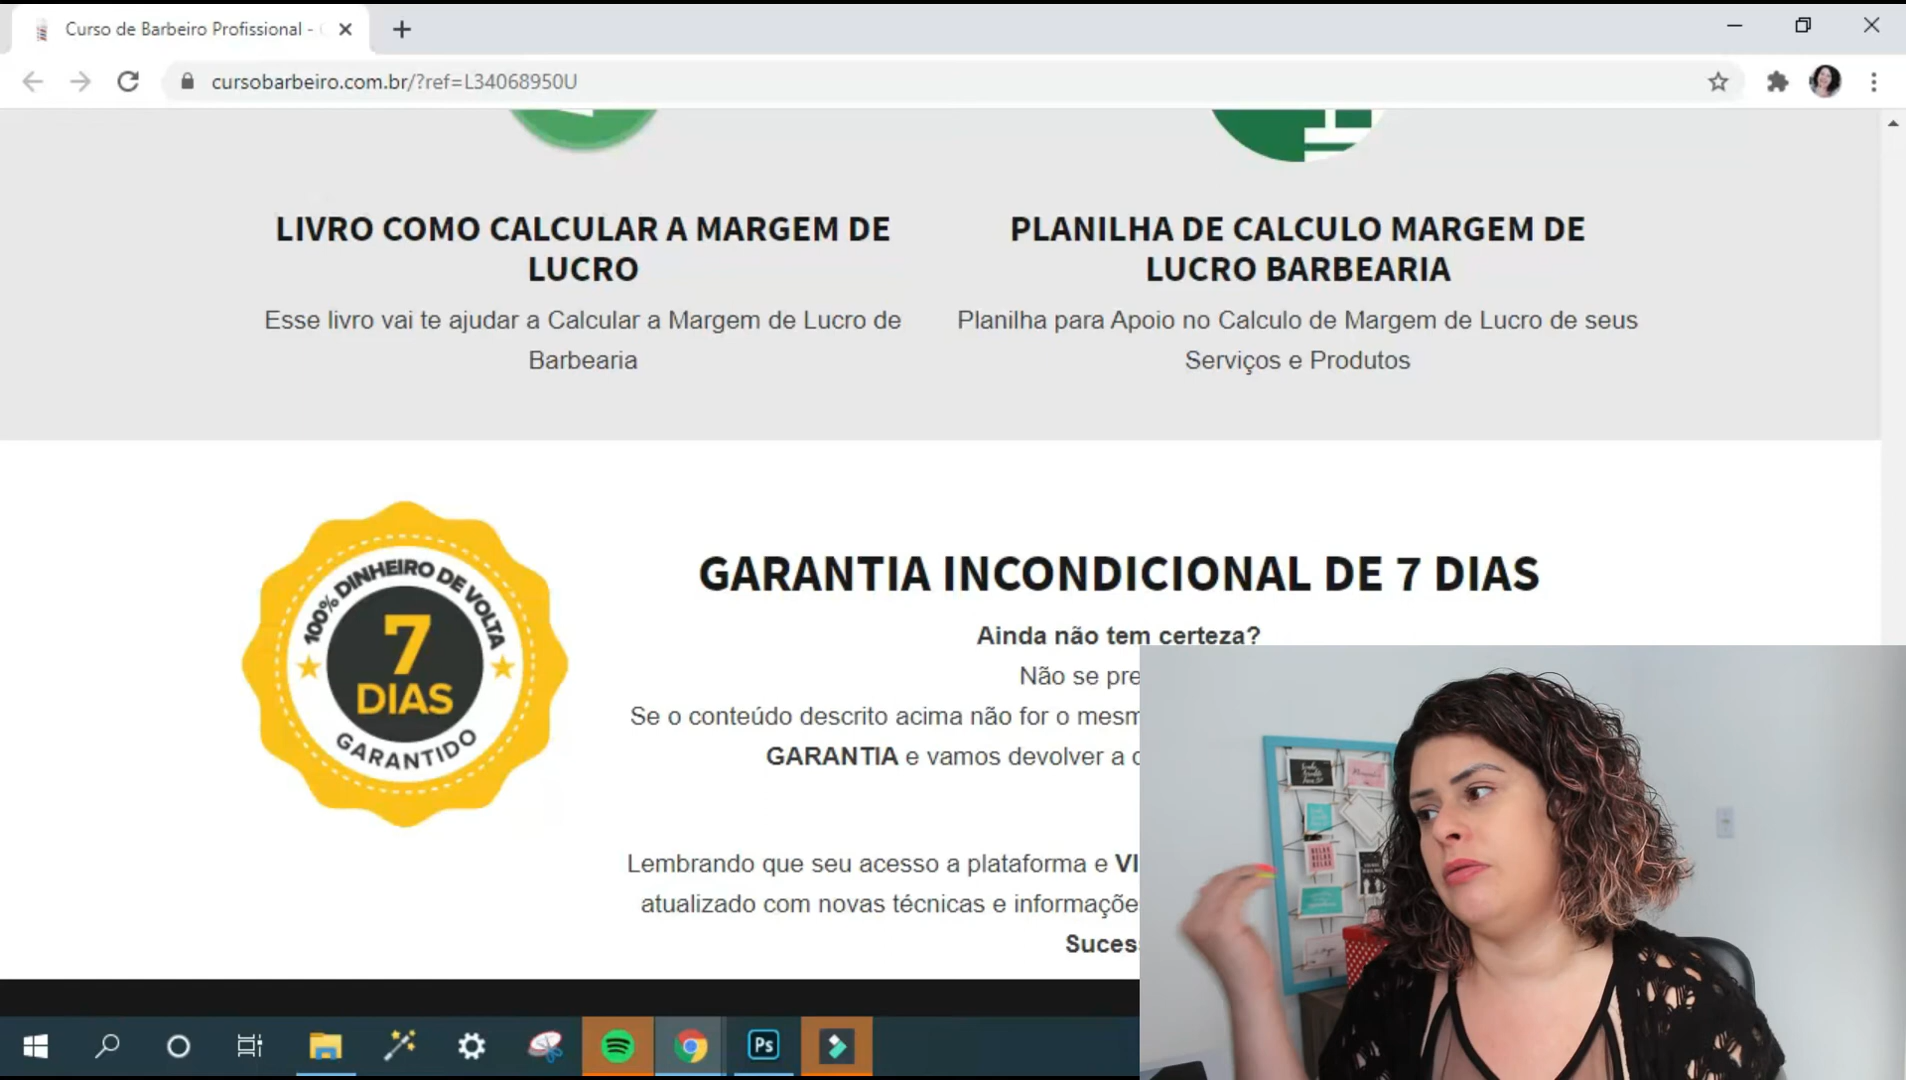 Curso de Barbeiro Profissional -
cursobarbeiro.com.br/?ref=L34068950U
LIVRO COMO CALCULAR A MARGEM DE
LUCRO
Esse livro vai te ajudar a Calcular a Margem de Lucro de
Barbearia
PLANILHA DE CALCULO MARGEM DE
LUCRO BARBEARIA
Planilha para Apoio no Calculo de Margem de Lucro de seus
Serviços e Produtos
100% DINHEIRO DE VOLTA
7
DIAS
GARANTIDO
GARANTIA INCONDICIONAL DE 7 DIAS
Ainda não tem certeza?
Não se pre
Se o conteúdo descrito acima não for o mesm
GARANTIA e vamos devolver a
Lembrando que seu acesso a plataforma e VI
atualizado com novas técnicas e informaçõe
Suces
Ps